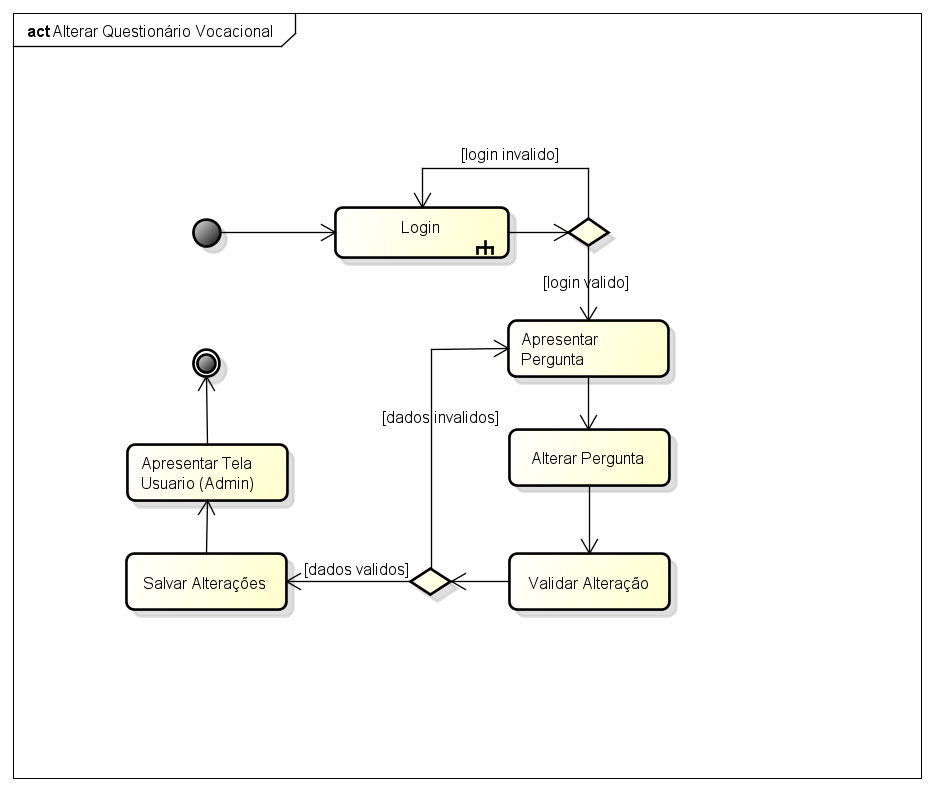 act Alterar Questionário Vocacional
[login invalido]
Login
[login valido]
Apresentar
Pergunta
[dados invalidos]
Alterar Pergunta
Apresentar Tela
Usuario (Admin)
[dados validos]
Salvar Alterações
Validar Alteração